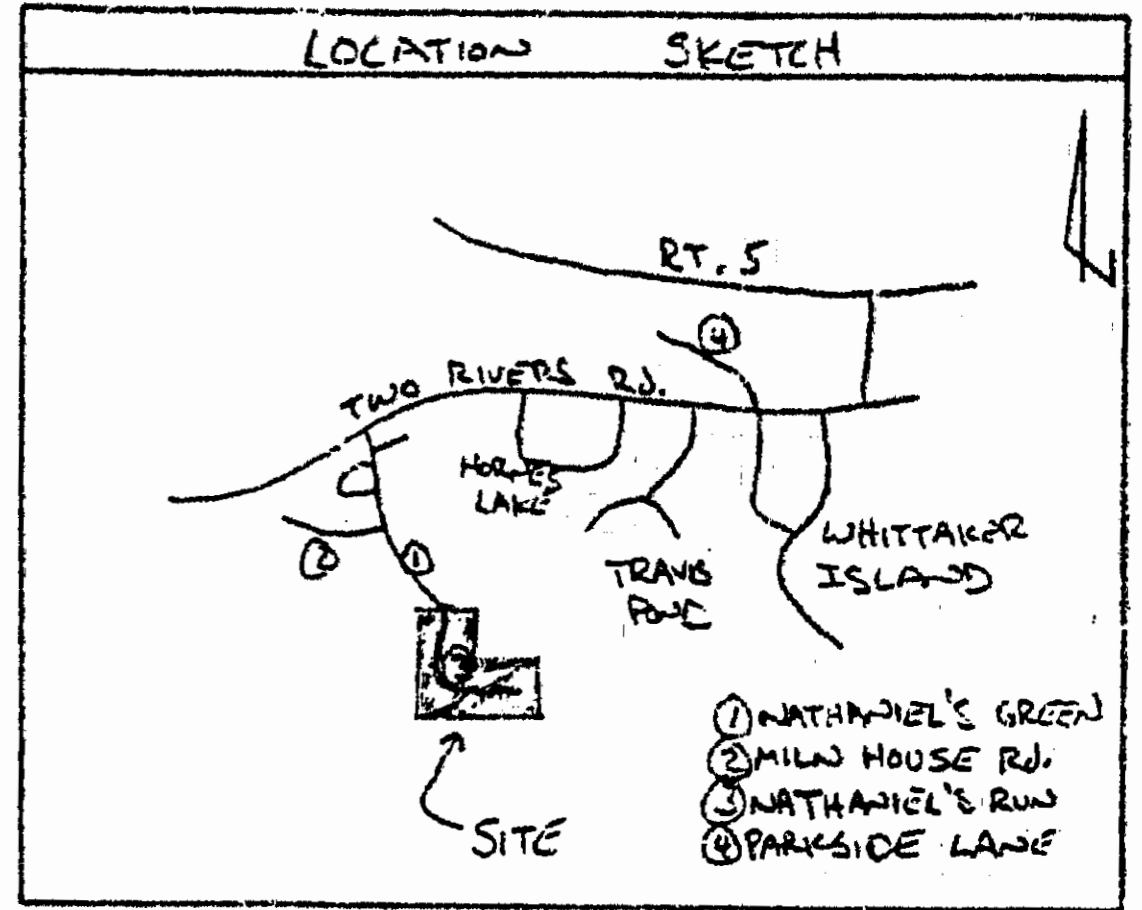 LOCATION SKETCH
RT. 5
④
TWO RIVERS RD.
HORNES
LAKE
②
①
TRAVIS
POND
WHITTAKER
ISLAND
③
SITE
① NATHANIEL'S GREEN
② MILN HOUSE RD.
③ NATHANIEL'S RUN
④ PARKSIDE LANE
N